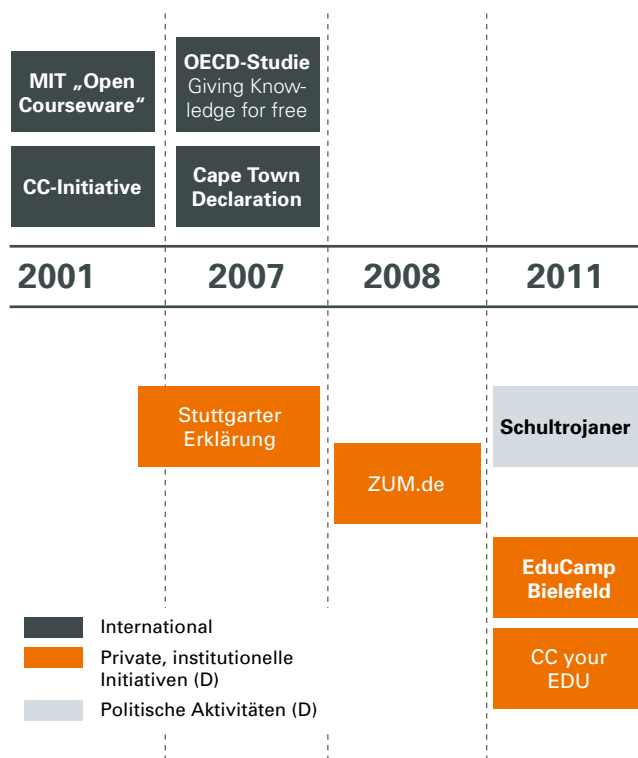 MIT „Open
Courseware“
OECD-Studie
Giving Know-
ledge for free
CC-Initiative
Cape Town
Declaration
2001
2007
2008
2011
Stuttgarter
Erklärung
Schultrojaner
ZUM.de
EduCamp
Bielefeld
CC your
EDU
International
Private, institutionelle
Initiativen (D)
Politische Aktivitäten (D)